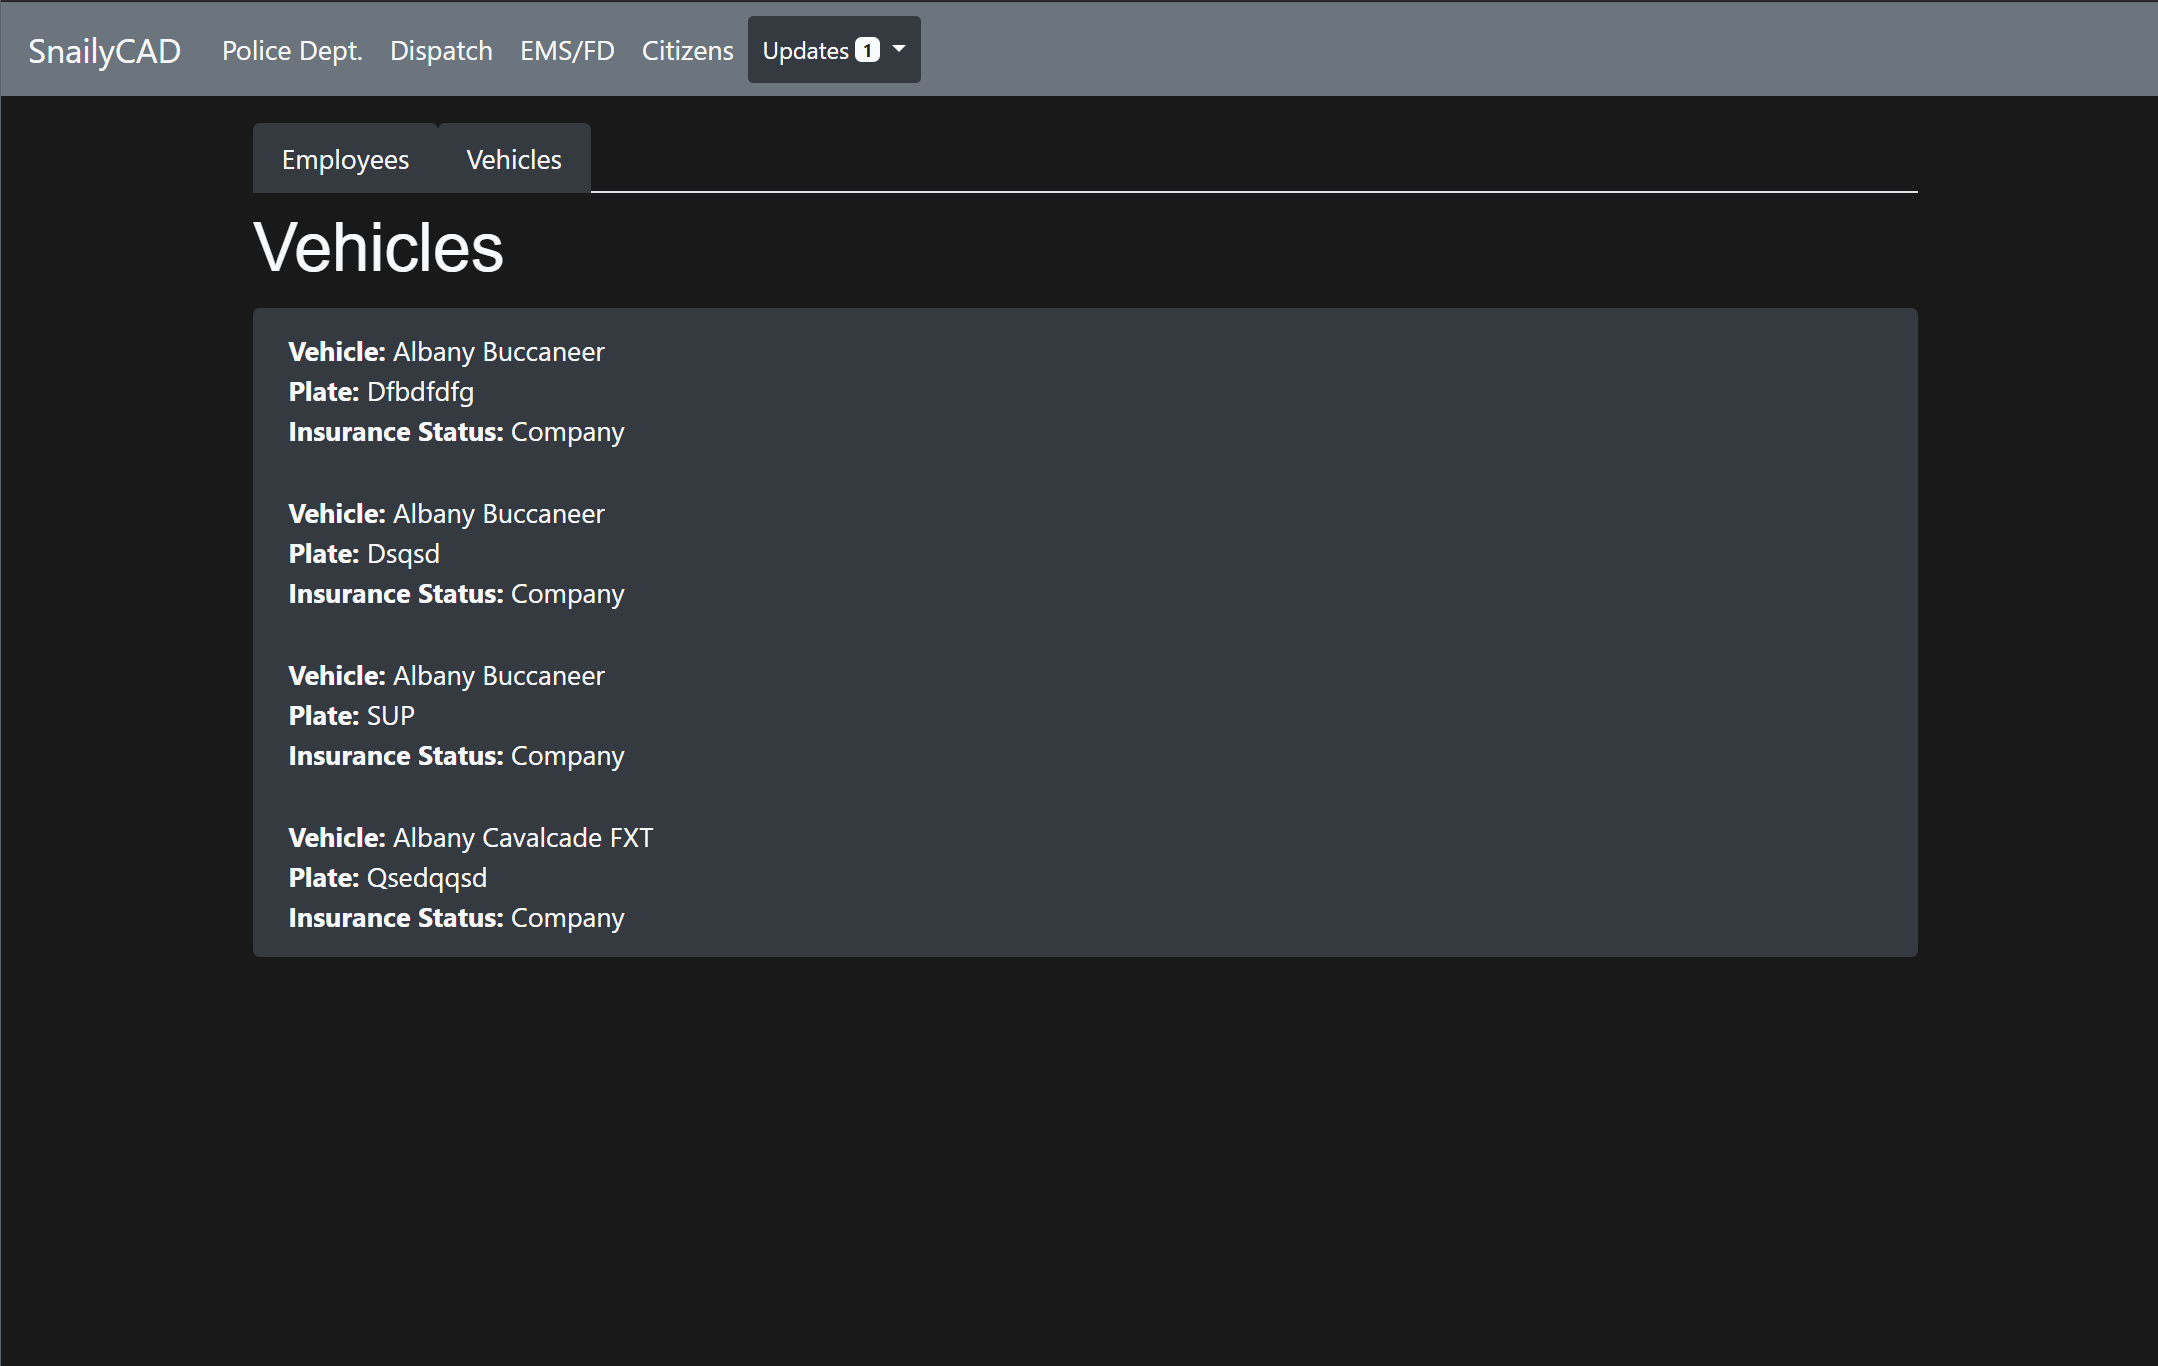 SnailyCAD Police Dept. Dispatch EMS/FD Citizens Updates 1
Employees Vehicles
Vehicles
Vehicle: Albany Buccaneer
Plate: Dfbdfdfg
Insurance Status: Company
Vehicle: Albany Buccaneer
Plate: Dsqsd
Insurance Status: Company
Vehicle: Albany Buccaneer
Plate: SUP
Insurance Status: Company
Vehicle: Albany Cavalcade FXT
Plate: Qsedqqsd
Insurance Status: Company